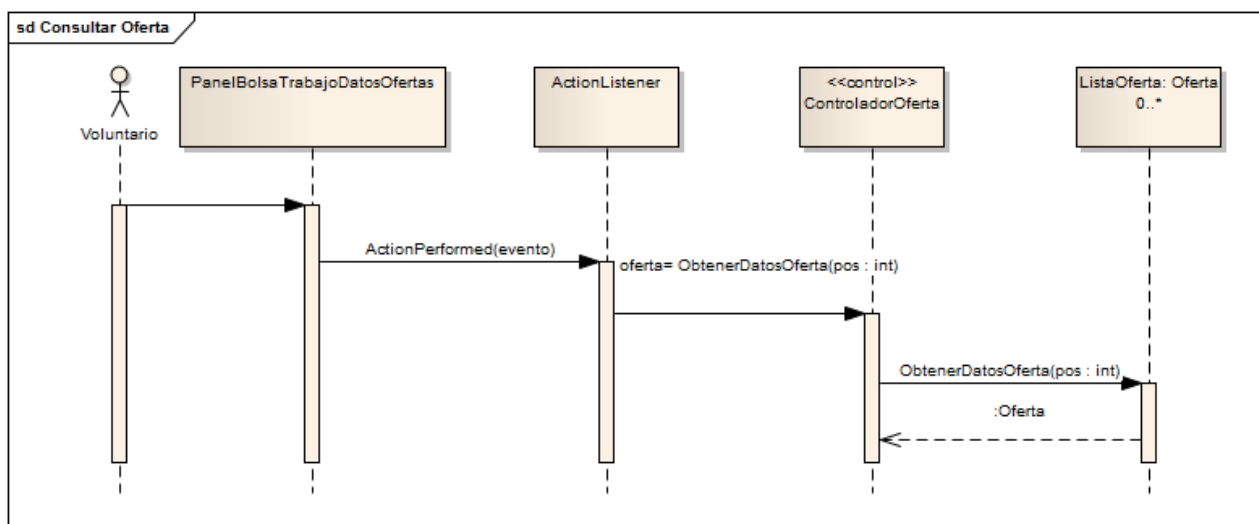 sd Consultar Oferta
Voluntario
PanelBolsaTrabajoDatosOfertas
ActionListener
<<control>>
ControladorOferta
ListaOferta: Oferta
0..*
ActionPerformed(evento)
oferta= ObtenerDatosOferta(pos : int)
ObtenerDatosOferta(pos : int)
:Oferta